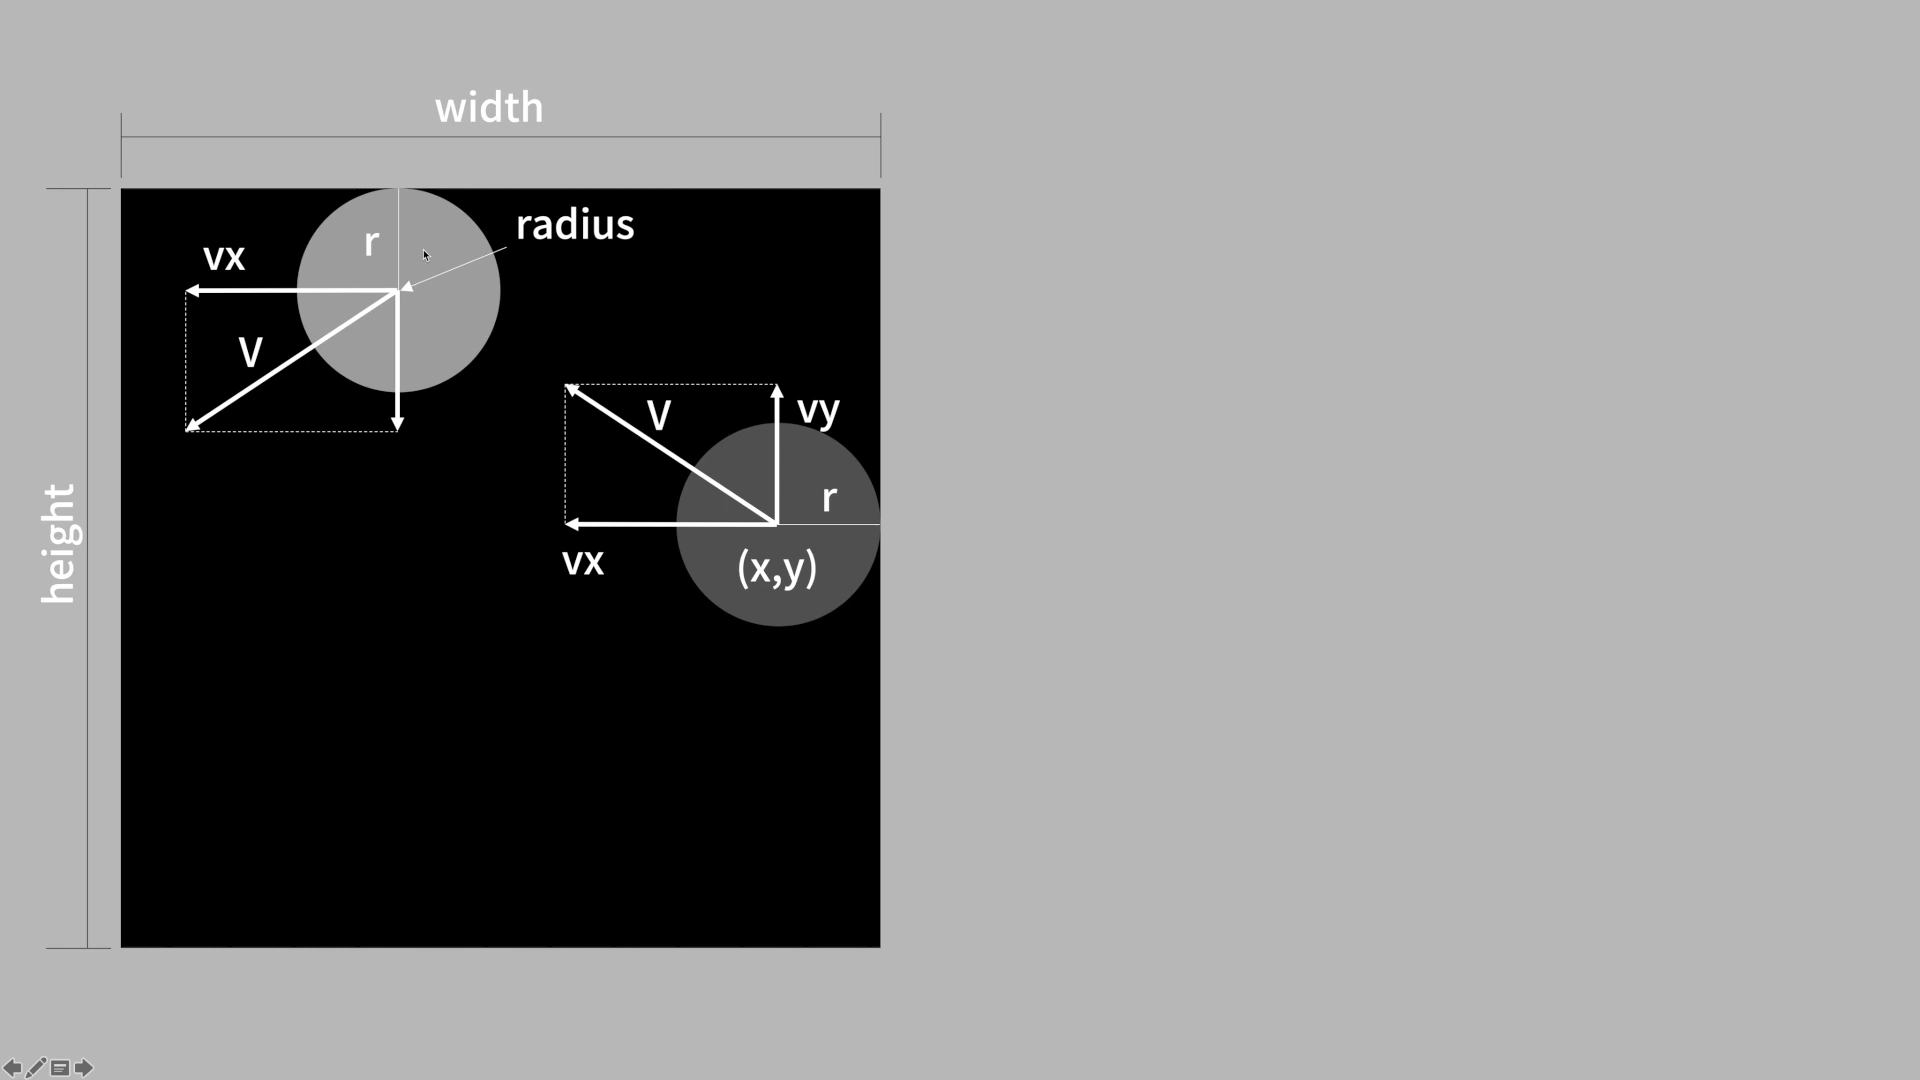 width
height
r
radius
vx
V
V
vy
r
vx
(x,y)